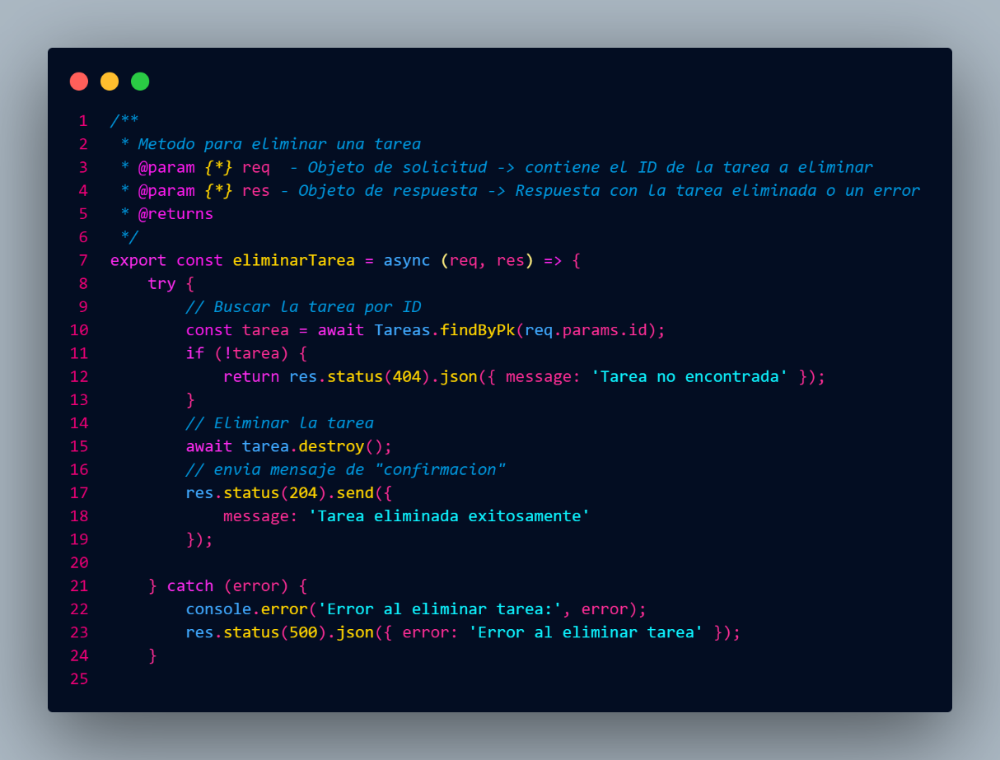 1 /**
2  * Metodo para eliminar una tarea
3  * @param {*} req  - Objeto de solicitud -> contiene el ID de la tarea a eliminar
4  * @param {*} res - Objeto de respuesta -> Respuesta con la tarea eliminada o un error
5  * @returns
6  */
7 export const eliminarTarea = async (req, res) => {
8     try {
9         // Buscar la tarea por ID
10         const tarea = await Tareas.findByPk(req.params.id);
11         if (!tarea) {
12             return res.status(404).json({ message: 'Tarea no encontrada' });
13         }
14         // Eliminar la tarea
15         await tarea.destroy();
16         // envia mensaje de "confirmacion"
17         res.status(204).send({
18             message: 'Tarea eliminada exitosamente'
19         });
20
21     } catch (error) {
22         console.error('Error al eliminar tarea:', error);
23         res.status(500).json({ error: 'Error al eliminar tarea' });
24     }
25